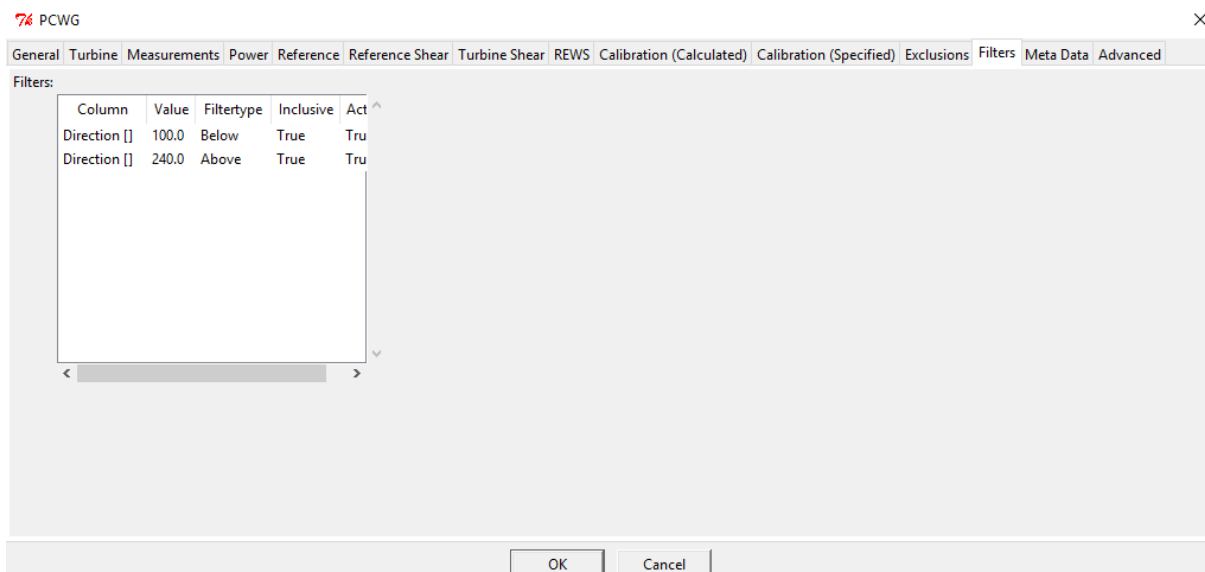 PCWG
General Turbine Measurements Power Reference Reference Shear Turbine Shear REWS Calibration (Calculated) Calibration (Specified) Exclusions Filters Meta Data Advanced
Filters:
Column Value Filtertype Inclusive Act
Direction [] 100.0 Below True Tru
Direction [] 240.0 Above True Tru
OK Cancel